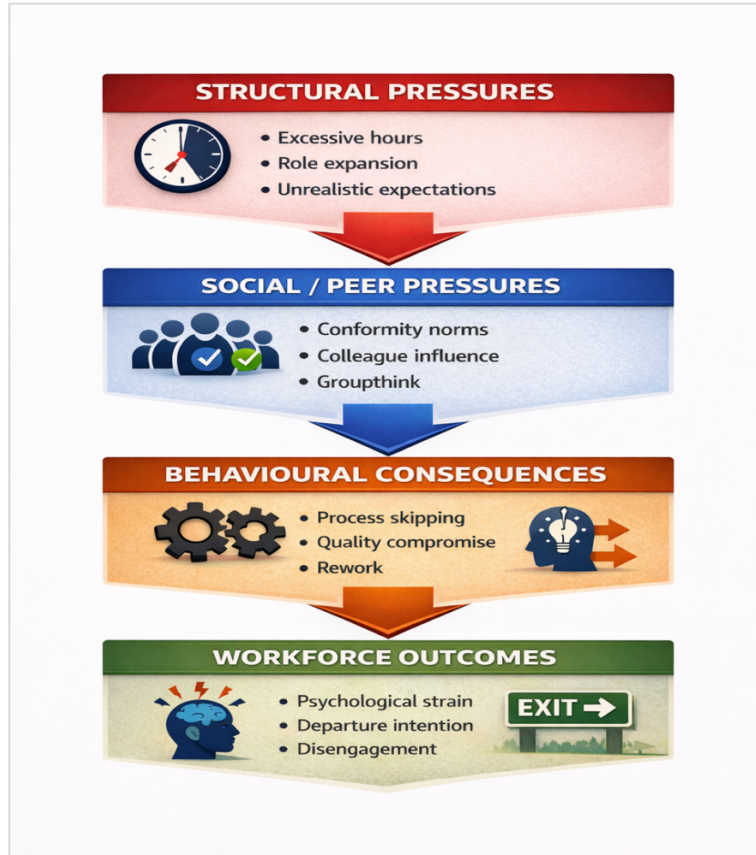 STRUCTURAL PRESSURES
• Excessive hours
• Role expansion
• Unrealistic expectations
SOCIAL / PEER PRESSURES
• Conformity norms
• Colleague influence
• Groupthink
BEHAVIOURAL CONSEQUENCES
• Process skipping
• Quality compromise
• Rework
WORKFORCE OUTCOMES
• Psychological strain
• Departure intention
• Disengagement
EXIT →